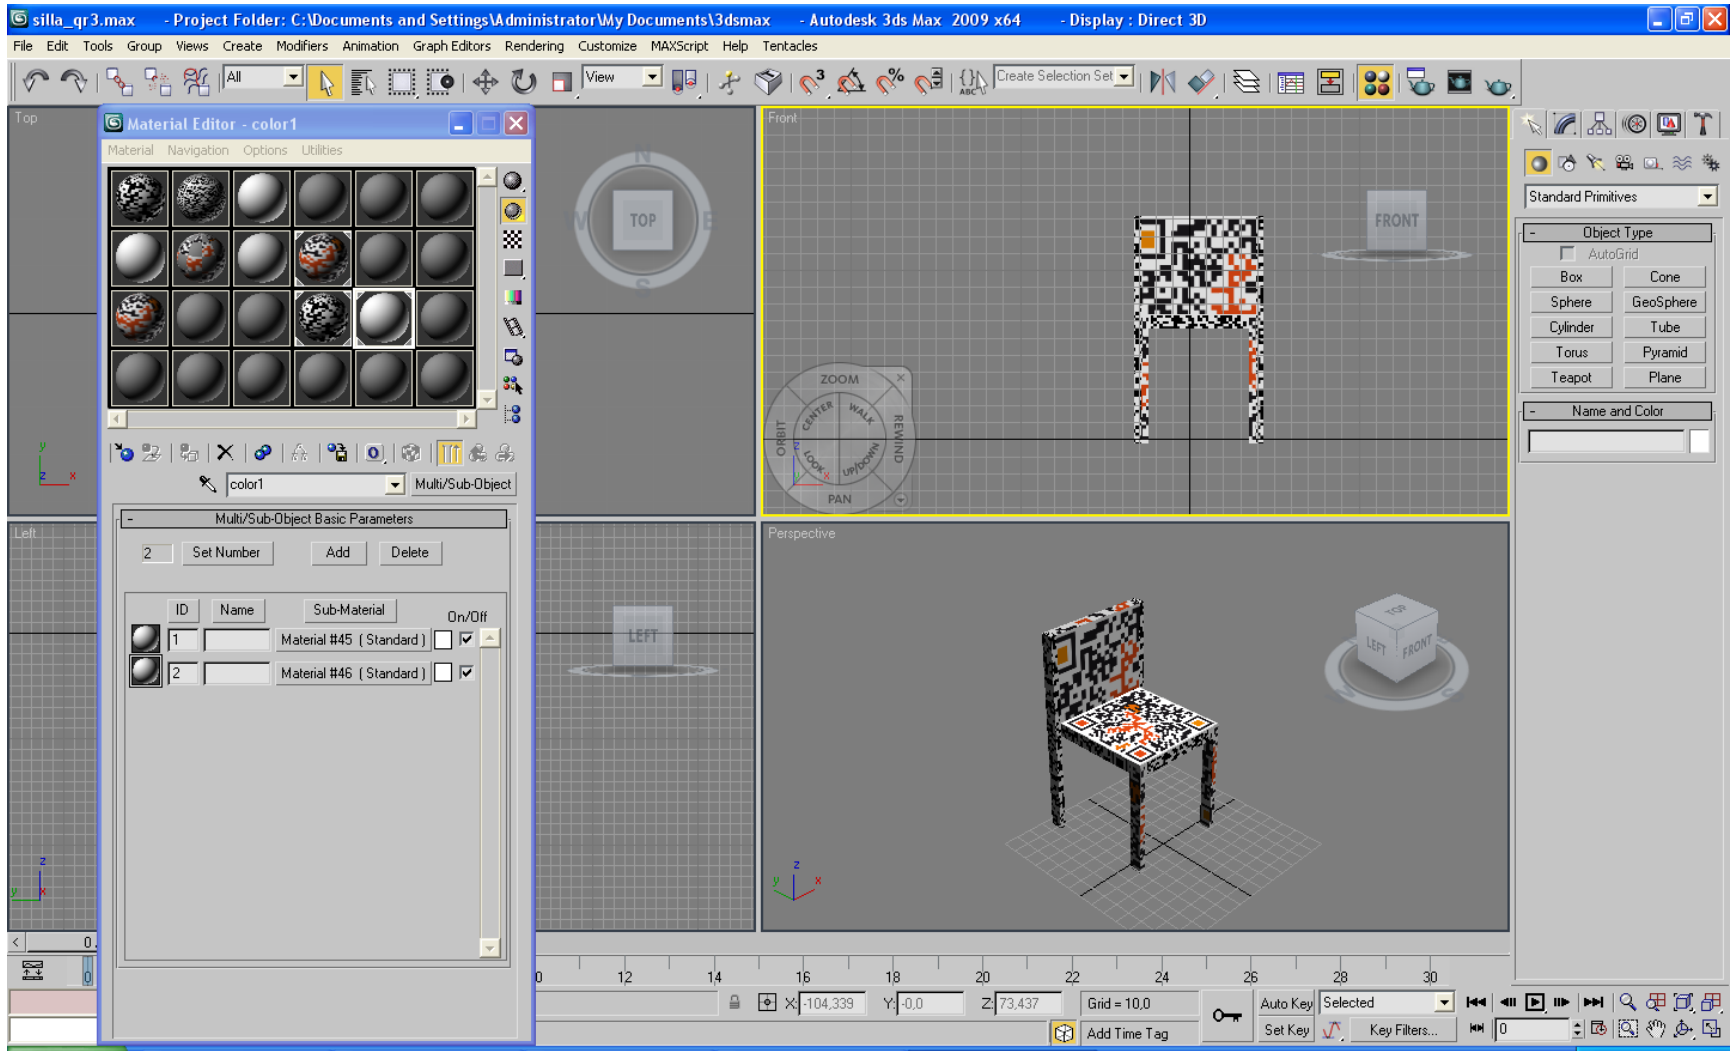 silla_qr3.max - Project Folder: C:\Documents and Settings\Administrator\My Documents\3dsmax - Autodesk 3ds Max 2009 x64 - Display : Direct 3D
File Edit Tools Group Views Create Modifiers Animation Graph Editors Rendering Customize MAXScript Help Tentacles
All View 3 % ABC Create Selection Set
Top
Material Editor - color1
Material Navigation Options Utilities
color1 Multi/Sub-Object
- Multi/Sub-Object Basic Parameters
2 Set Number Add Delete
ID Name Sub-Material On/Off
1 Material #45 ( Standard )
2 Material #46 ( Standard )
N
W TOP E
S
Front
FRONT
ZOOM
CENTER WALK
ORBIT REWIND
LOOK UP/DOWN
PAN
Left
LEFT
Perspective
TOP
LEFT FRONT
S
y
z x
z
x
z
y x
z
y x
Standard Primitives
- Object Type
AutoGrid
Box Cone
Sphere GeoSphere
Cylinder Tube
Torus Pyramid
Teapot Plane
- Name and Color
< 0
0 12 14 16 18 20 22 24 26 28 30
X: -104,339 Y: -0,0 Z: 73,437 Grid = 10,0 Auto Key Selected
Add Time Tag Set Key Key Filters... 0